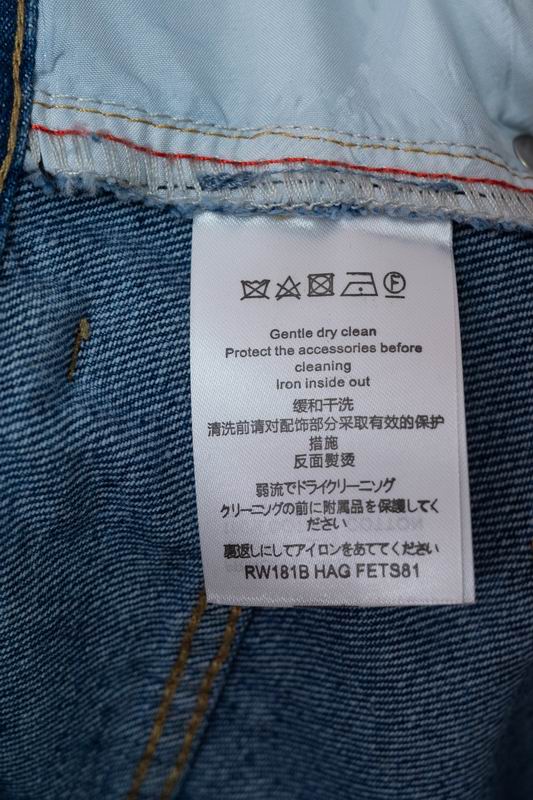 F
Gentle dry clean
Protect the accessories before
cleaning
Iron inside out
缓和干洗
清洗前请对配饰部分采取有效的保护
措施
反面熨烫
弱流でドライクリーニング
クリーニングの前に附属品を保護してく
ださい
裏返しにしてアイロンをあててください
RW181B HAG FETS81